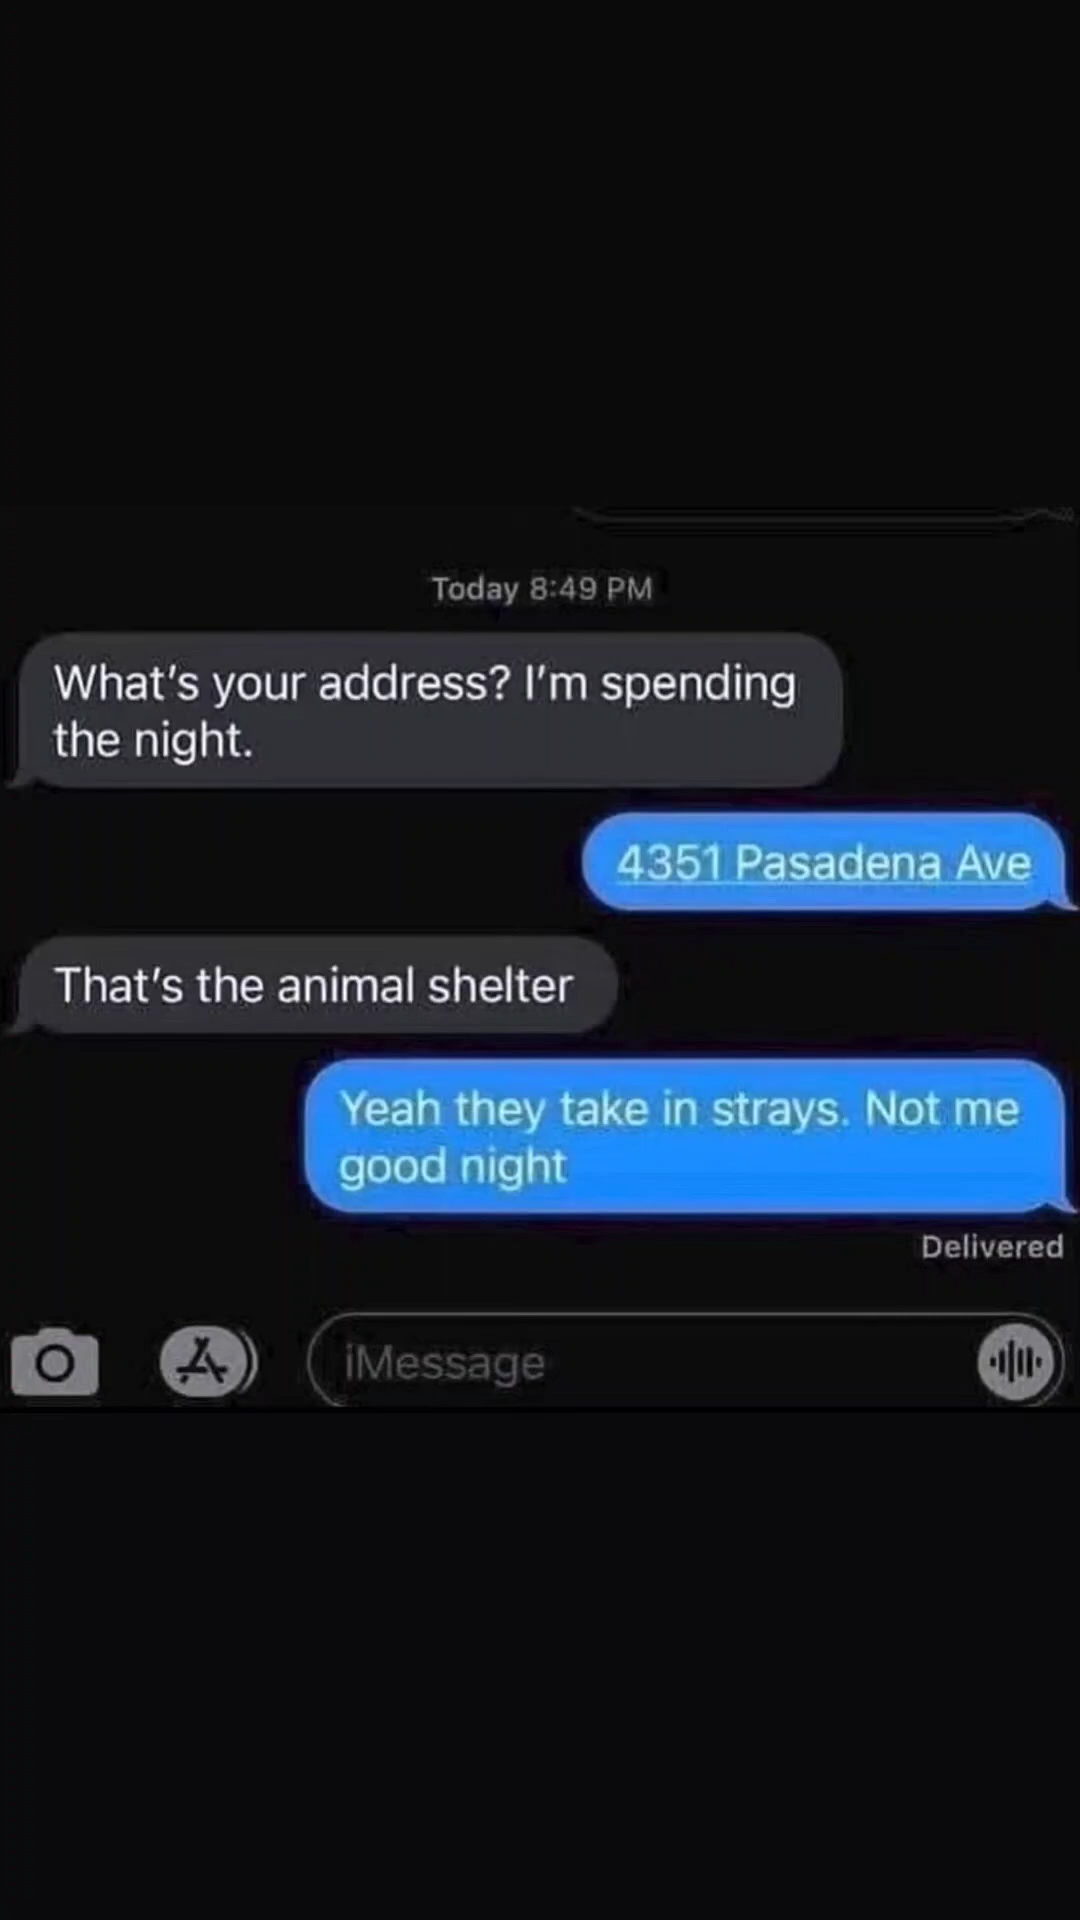 Today 8:49 PM
What's your address? I'm spending
the night.
4351 Pasadena Ave
That's the animal shelter
Yeah they take in strays. Not me
good night
Delivered
iMessage